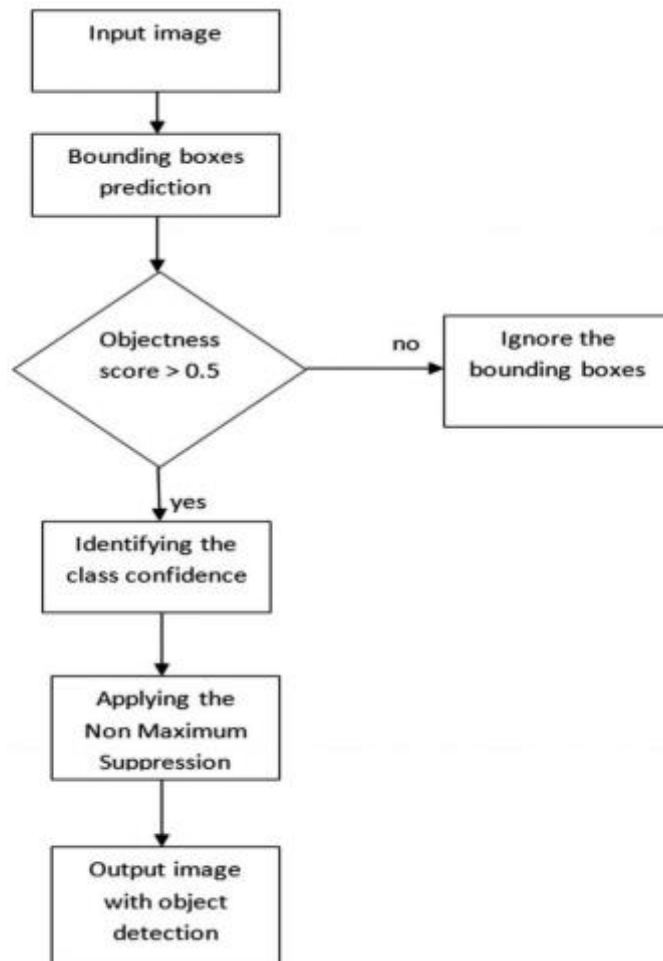 Input image
Bounding boxes
prediction
Objectness
score > 0.5
no
Ignore the
bounding boxes
yes
Identifying the
class confidence
Applying the
Non Maximum
Suppression
Output image
with object
detection